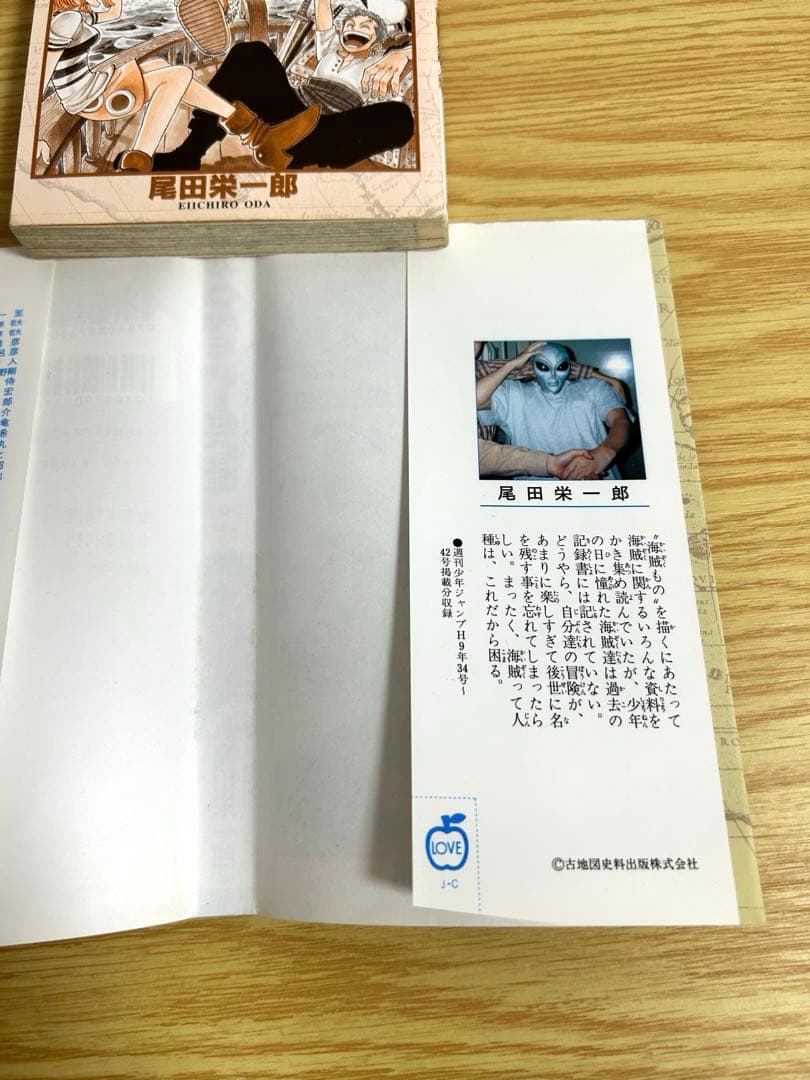 尾田栄一郎
EIICHIRO ODA
尾田栄一郎
“海賊もの”を描くにあたって
海賊に関するいろんな資料を
かき集め読んでいたが、少年
の日に憧れた海賊達は過去の
記録書には記されていない。
どうやら、自分達の冒険が、
あまりに楽しすぎて後世に名
を残す事を忘れてしまったら
しい。まったく、海賊って人
種は、これだから困る。
●週刊少年ジャンプH9年34号~
42号掲載分収録
LOVE
J・C
©古地図史料出版株式会社